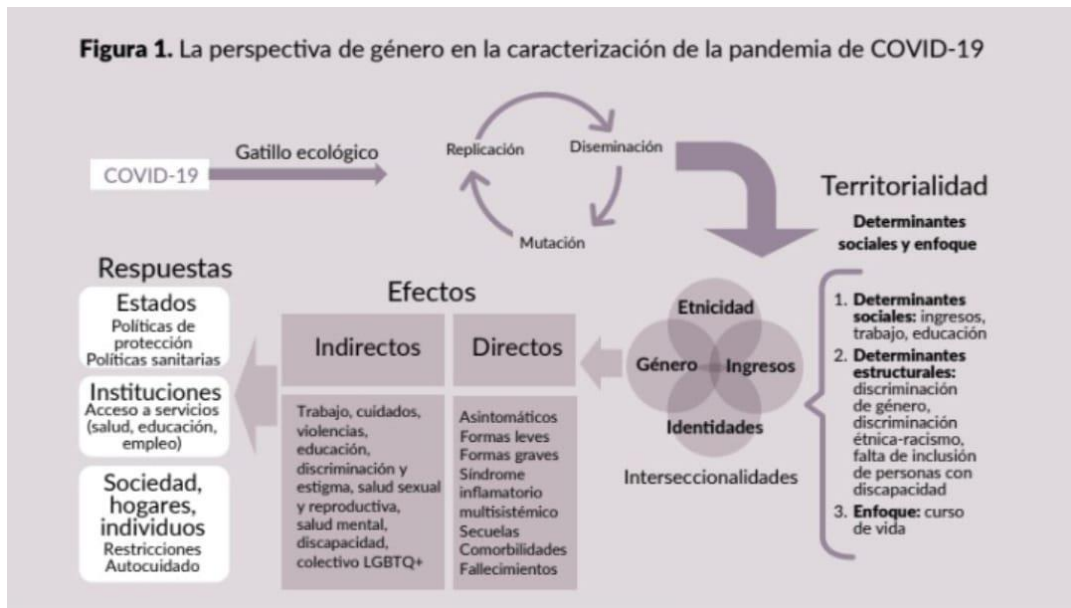 Figura 1. La perspectiva de género en la caracterización de la pandemia de COVID-19
COVID-19
Gatillo ecológico
Replicación
Diseminación
Mutación
Territorialidad
Determinantes
sociales y enfoque
1. Determinantes
sociales: ingresos,
trabajo, educación
2. Determinantes
estructurales:
discriminación
de género,
discriminación
étnica-racismo,
falta de inclusión
de personas con
discapacidad
3. Enfoque: curso
de vida
Etnicidad
Género
Ingresos
Identidades
Interseccionalidades
Efectos
Indirectos
Trabajo, cuidados,
violencias,
educación,
discriminación y
estigma, salud sexual
y reproductiva,
salud mental,
discapacidad,
colectivo LGBTQ+
Directos
Asintomáticos
Formas leves
Formas graves
Síndrome
inflamatorio
multisistémico
Secuelas
Comorbilidades
Fallecimientos
Respuestas
Estados
Políticas de
protección
Políticas sanitarias
Instituciones
Acceso a servicios
(salud, educación,
empleo)
Sociedad,
hogares,
individuos
Restricciones
Autocuidado